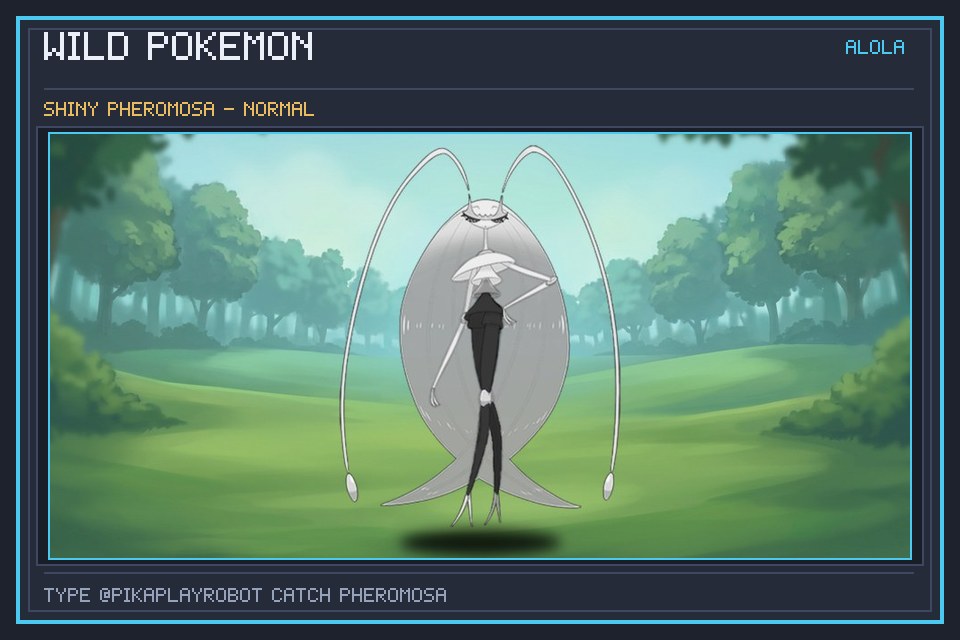 WILD POKEMON
ALOLA
SHINY PHEROMOSA - NORMAL
TYPE @PIKAPLAYROBOT CATCH PHEROMOSA